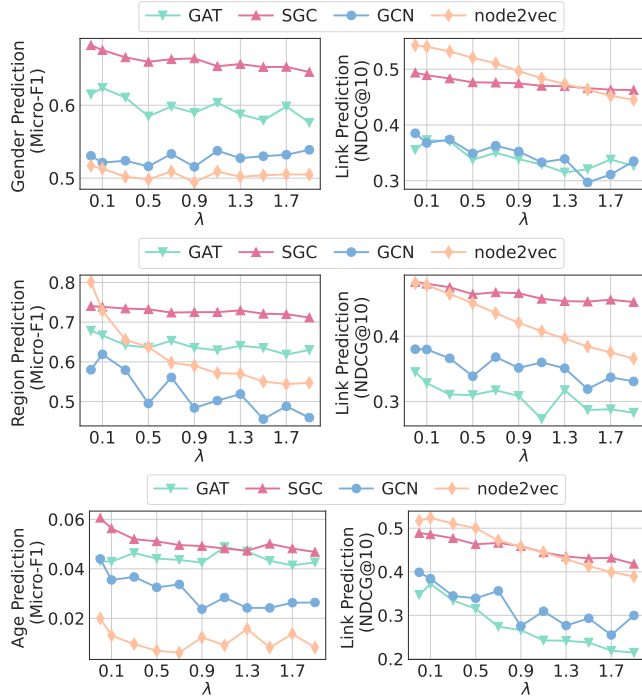 GAT SGC GCN node2vec
Gender Prediction
(Micro-F1)
0.6
0.5
0.1 0.5 0.9 1.3 1.7
λ
Link Prediction
(NDCG@10)
0.5
0.4
0.3
0.1 0.5 0.9 1.3 1.7
λ
GAT SGC GCN node2vec
Region Prediction
(Micro-F1)
0.8
0.7
0.6
0.5
0.1 0.5 0.9 1.3 1.7
λ
Link Prediction
(NDCG@10)
0.4
0.3
0.1 0.5 0.9 1.3 1.7
λ
GAT SGC GCN node2vec
Age Prediction
(Micro-F1)
0.06
0.04
0.02
0.1 0.5 0.9 1.3 1.7
λ
Link Prediction
(NDCG@10)
0.5
0.4
0.3
0.2
0.1 0.5 0.9 1.3 1.7
λ